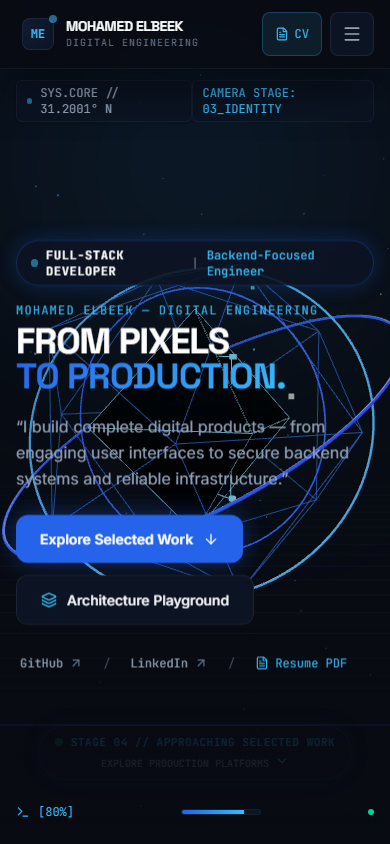 ME
MOHAMED ELBEEK
DIGITAL ENGINEERING
CV
SYS.CORE //
31.2001° N
CAMERA STAGE:
03_IDENTITY
FULL-STACK
DEVELOPER
|
Backend-Focused
Engineer
MOHAMED ELBEEK — DIGITAL ENGINEERING
FROM PIXELS
TO PRODUCTION.
“I build complete digital products — from
engaging user interfaces to secure backend
systems and reliable infrastructure.”
Explore Selected Work ↓
Architecture Playground
GitHub ↗ / LinkedIn ↗ / Resume PDF
STAGE 04 // APPROACHING SELECTED WORK
EXPLORE PRODUCTION PLATFORMS
>_ [80%]